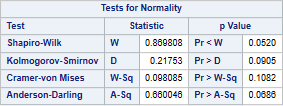 Tests for Normality
Test Statistic p Value
Shapiro-Wilk W 0.869808 Pr < W 0.0520
Kolmogorov-Smirnov D 0.21753 Pr > D 0.0905
Cramer-von Mises W-Sq 0.098085 Pr > W-Sq 0.1082
Anderson-Darling A-Sq 0.660046 Pr > A-Sq 0.0686